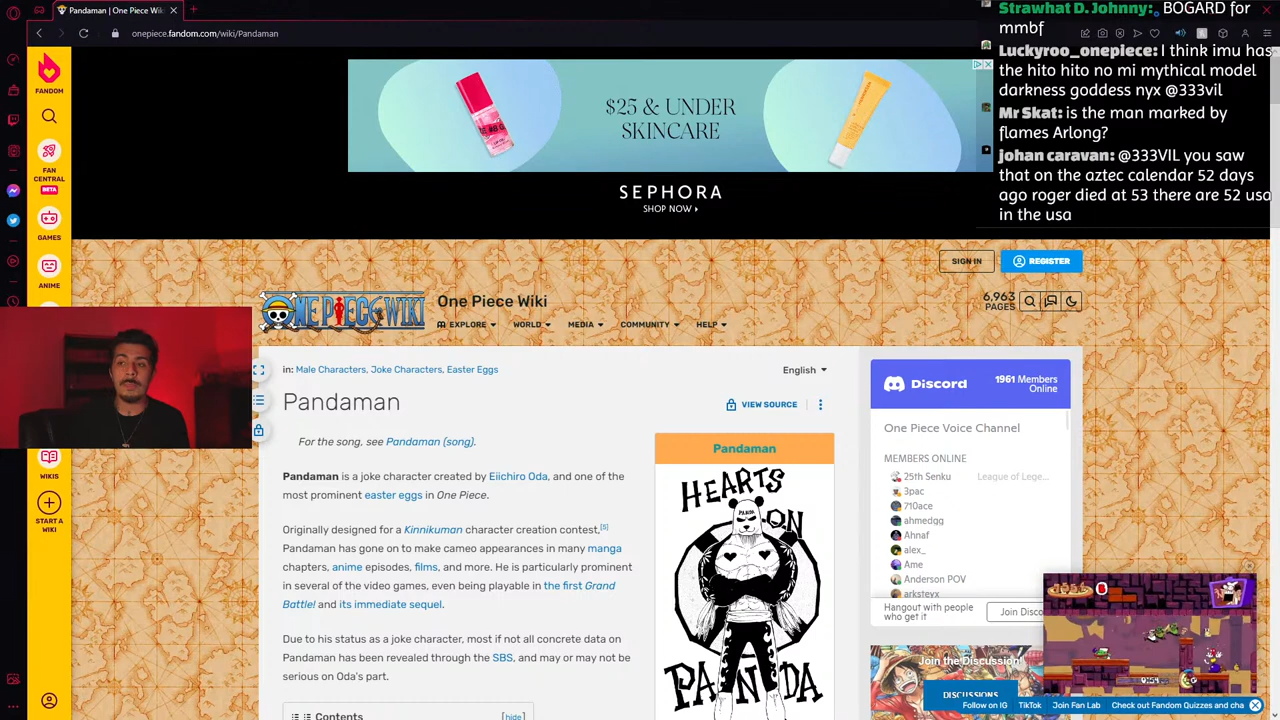 Pandaman | One Piece Wiki
onepiece.fandom.com/wiki/Pandaman
Strawhat D. Johnny: BOGARD for
mmbf
Luckyroo_onepiece: I think imu has
the hito hito no mi mythical model
darkness goddess nyx @333vil
Mr Skat: is the man marked by
flames Arlong?
johan caravan: @333VIL you saw
that on the aztec calendar 52 days
ago roger died at 53 there are 52 usa
in the usa
FANDOM
FAN
CENTRAL
BETA
GAMES
ANIME
WIKIS
START A
WIKI
$25 & UNDER
SKINCARE
SEPHORA
SHOP NOW
SIGN IN
REGISTER
ONE PIECE WIKI
One Piece Wiki
6,963
PAGES
EXPLORE
WORLD
MEDIA
COMMUNITY
HELP
in: Male Characters, Joke Characters, Easter Eggs
English
Pandaman
VIEW SOURCE
For the song, see Pandaman (song).
Pandaman is a joke character created by Eiichiro Oda, and one of the
most prominent easter eggs in One Piece.
Originally designed for a Kinnikuman character creation contest,[5]
Pandaman has gone on to make cameo appearances in many manga
chapters, anime episodes, films, and more. He is particularly prominent
in several of the video games, even being playable in the first Grand
Battle! and its immediate sequel.
Due to his status as a joke character, most if not all concrete data on
Pandaman has been revealed through the SBS, and may or may not be
serious on Oda's part.
Contents
[hide]
Pandaman
HEARTS
ON
PANDA
PANDA
Discord
1961 Members
Online
One Piece Voice Channel
MEMBERS ONLINE
25th Senku
League of Lege...
3pac
710ace
ahmedgg
Ahnaf
alex_
Ame
Anderson POV
arksteyx
Hangout with people
who get it
Join Disco
Join the Discussion!
DISCUSSIONS
Follow on IG
TikTok
Join Fan Lab
Check out Fandom Quizzes and cha